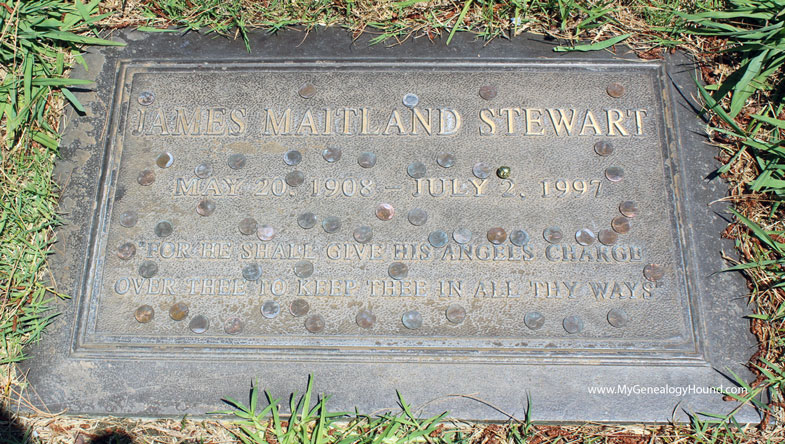 JAMES MAITLAND STEWART
MAY 20, 1908 – JULY 2, 1997
"FOR HE SHALL GIVE HIS ANGELS CHARGE
OVER THEE TO KEEP THEE IN ALL THY WAYS"
www.MyGenealogyHound.com